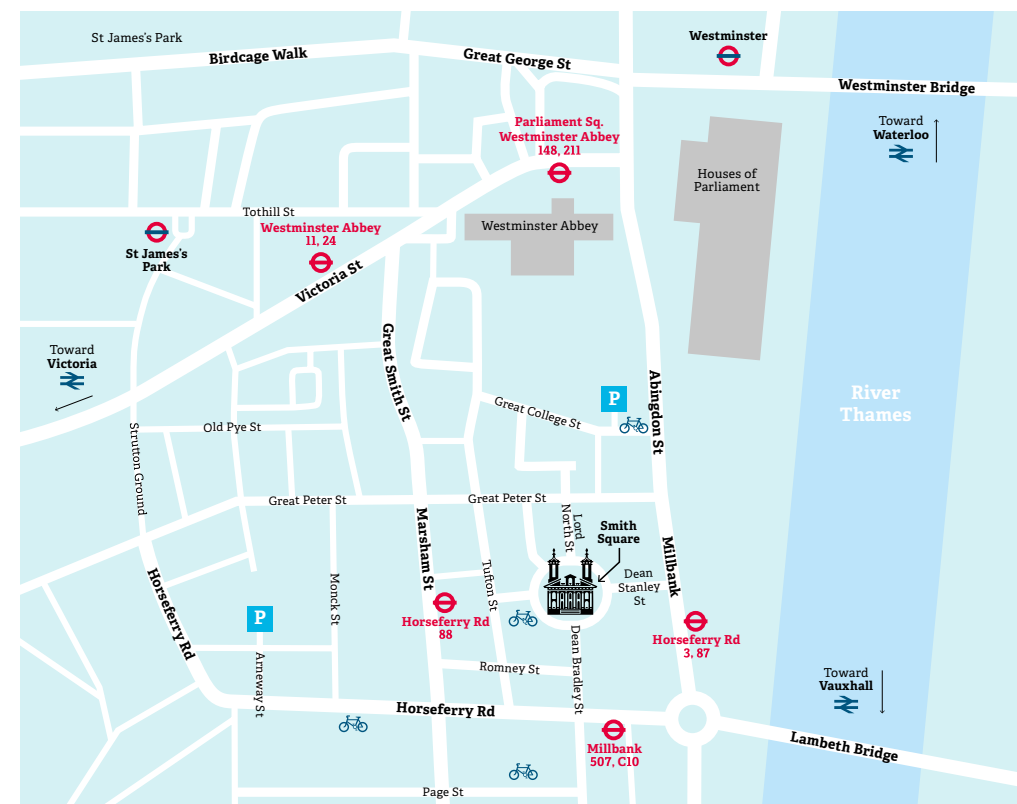 St James's Park
Birdcage Walk
Great George St
Westminster
Westminster Bridge
Parliament Sq.
Westminster Abbey
148, 211
Toward
Waterloo
Houses of
Parliament
Tothill St
Westminster Abbey
11, 24
Westminster Abbey
St James's
Park
Victoria St
Toward
Victoria
Great Smith St
Abingdon St
River
Thames
P
Great College St
Strutton Ground
Old Pye St
Great Peter St
Great Peter St
Lord
North St
Smith
Square
Marsham St
Millbank
Horseferry Rd
Monck St
Tufton St
Dean
Stanley
St
P
Horseferry Rd
88
Horseferry Rd
3, 87
Arneway St
Romney St
Dean Bradley St
Toward
Vauxhall
Horseferry Rd
Millbank
507, C10
Lambeth Bridge
Page St